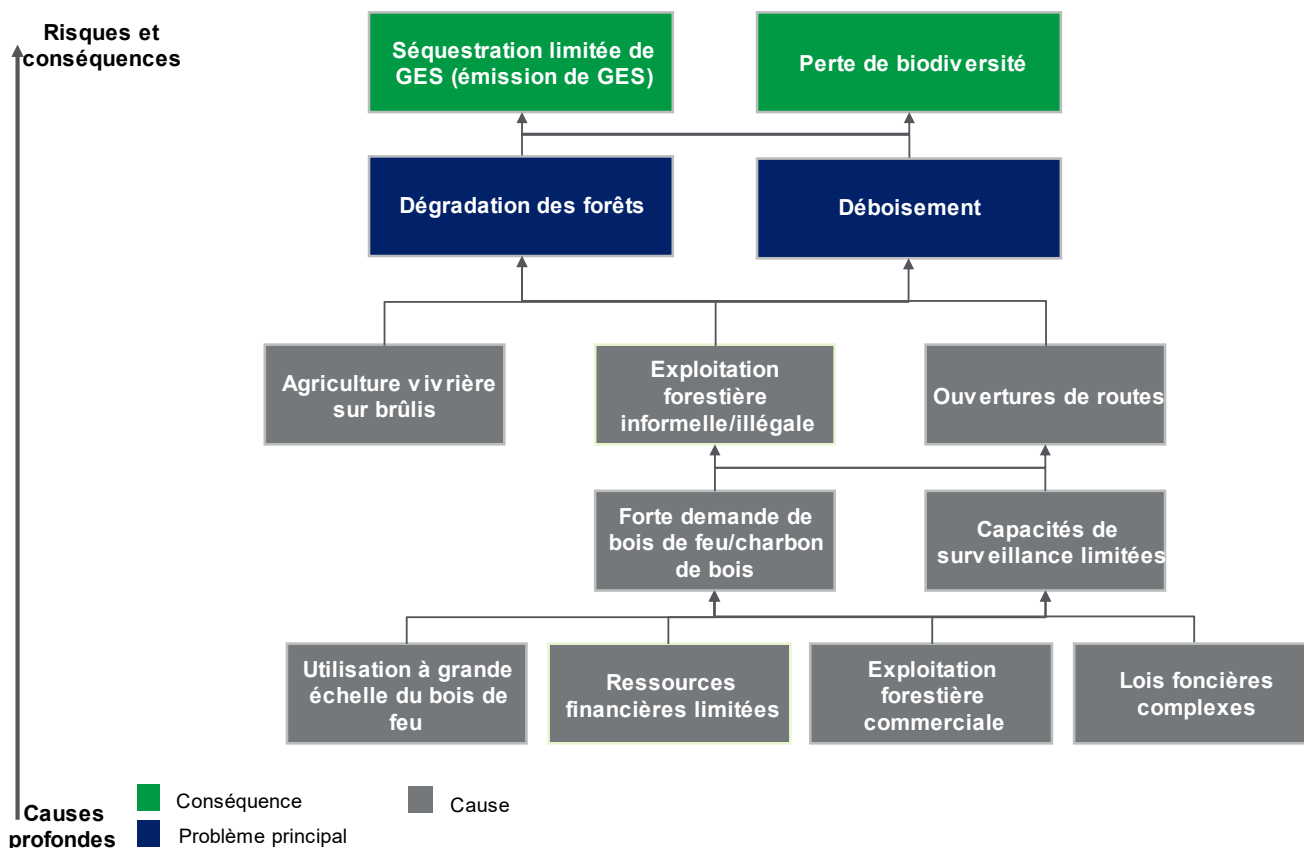 Risques et
conséquences
Séquestration limitée de
GES (émission de GES)
Perte de biodiversité
Dégradation des forêts
Déboisement
Agriculture vivrière
sur brûlis
Exploitation
forestière
informelle/illégale
Ouvertures de routes
Forte demande de
bois de feu/charbon
de bois
Capacités de
surveillance limitées
Utilisation à grande
échelle du bois de
feu
Ressources
financières limitées
Exploitation
forestière
commerciale
Lois foncières
complexes
Causes
profondes
Conséquence
Cause
Problème principal